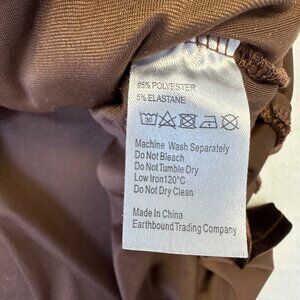 95% POLYESTER
5% ELASTANE
30
Machine Wash Separately
Do Not Bleach
Do Not Tumble Dry
Low Iron120°C
Do Not Dry Clean
Made In China
Earthbound Trading Company